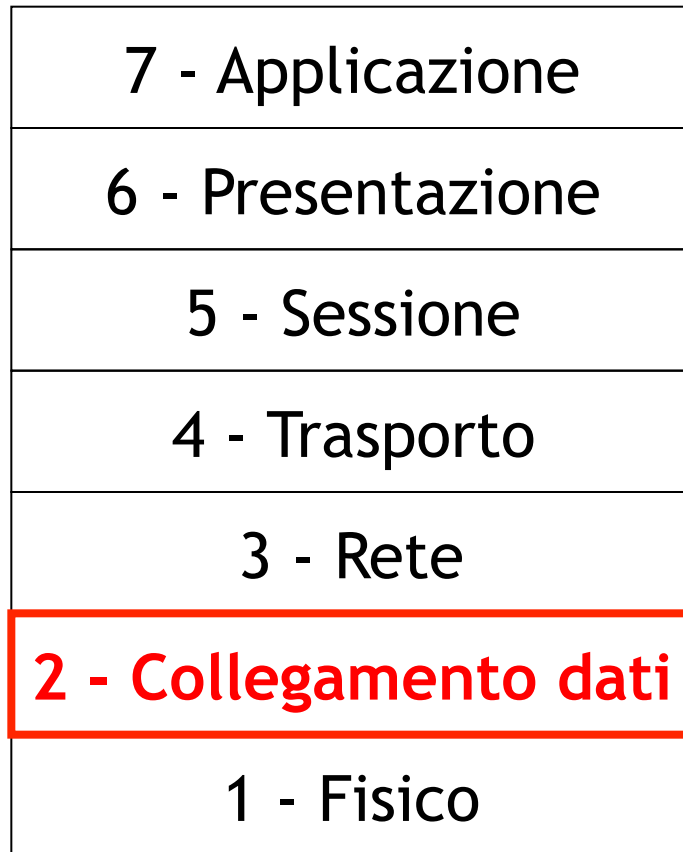 7 - Applicazione
6 - Presentazione
5 - Sessione
4 - Trasporto
3 - Rete
2 - Collegamento dati
1 - Fisico